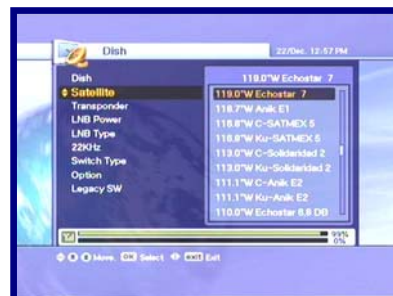 Dish
22/Dec. 12:57 PM
Dish
119.0°W Echostar 7
Satellite
Transponder
LNB Power
LNB Type
22KHz
Switch Type
Option
Legacy SW
119.0°W Echostar 7
118.7°W Anik E1
116.8°W C-SATMEX 5
116.8°W Ku-SATMEX 5
113.0°W C-Solidaridad 2
113.0°W Ku-Solidaridad 2
111.1°W C-Anik E2
111.1°W Ku-Anik E2
110.0°W Echostar 6,8 DB
99%
0%
Move, OK Select exit Exit